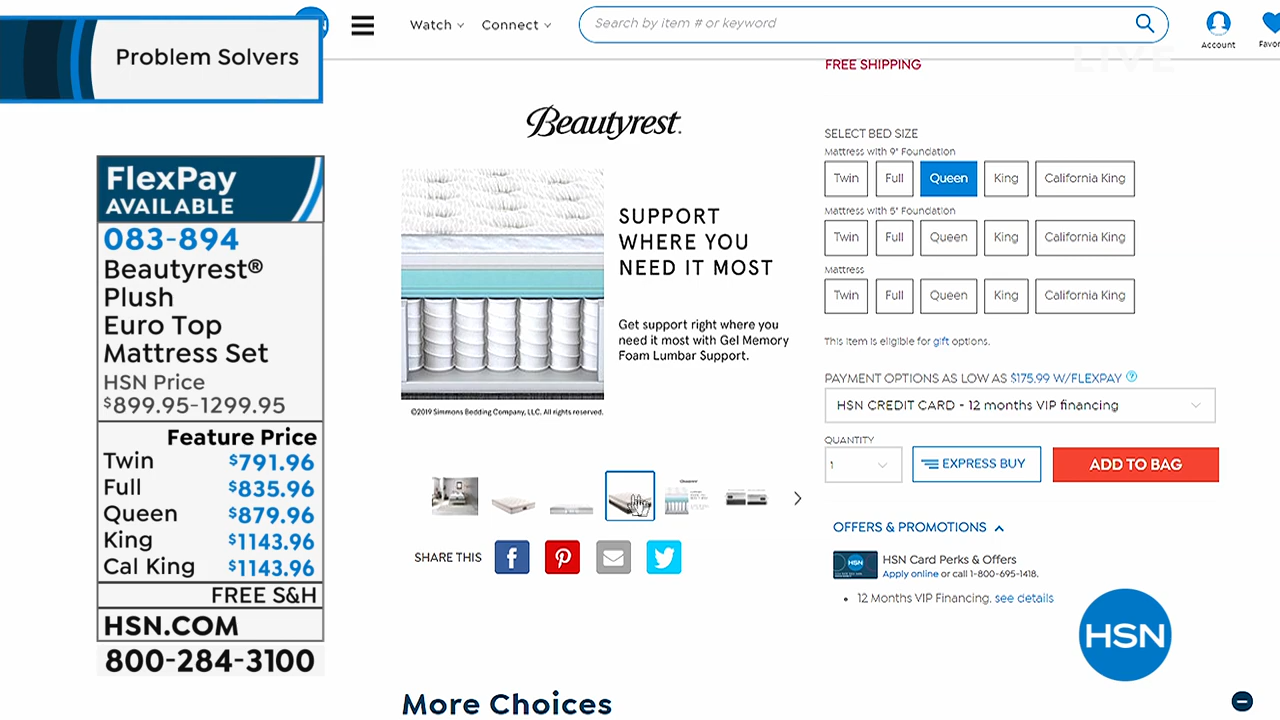 Problem Solvers
FlexPay
AVAILABLE
083-894
Beautyrest®
Plush
Euro Top
Mattress Set
HSN Price
$899.95-1299.95
Feature Price
Twin $791.96
Full $835.96
Queen $879.96
King $1143.96
Cal King $1143.96
FREE S&H
HSN.COM
800-284-3100
Watch Connect Search by item # or keyword
Account
LIVE
FREE SHIPPING
Beautyrest.
SUPPORT
WHERE YOU
NEED IT MOST
Get support right where you
need it most with Gel Memory
Foam Lumbar Support.
©2019 Simmons Bedding Company, LLC. All rights reserved.
SHARE THIS
SELECT BED SIZE
Mattress with 9" Foundation
Twin Full Queen King California King
Mattress with 5" Foundation
Twin Full Queen King California King
Mattress
Twin Full Queen King California King
This item is eligible for gift options.
PAYMENT OPTIONS AS LOW AS $175.99 W/FLEXPAY ?
HSN CREDIT CARD - 12 months VIP financing
QUANTITY
1 EXPRESS BUY ADD TO BAG
OFFERS & PROMOTIONS
HSN
HSN Card Perks & Offers
Apply online or call 1-800-695-1418.
• 12 Months VIP Financing. see details
HSN
More Choices